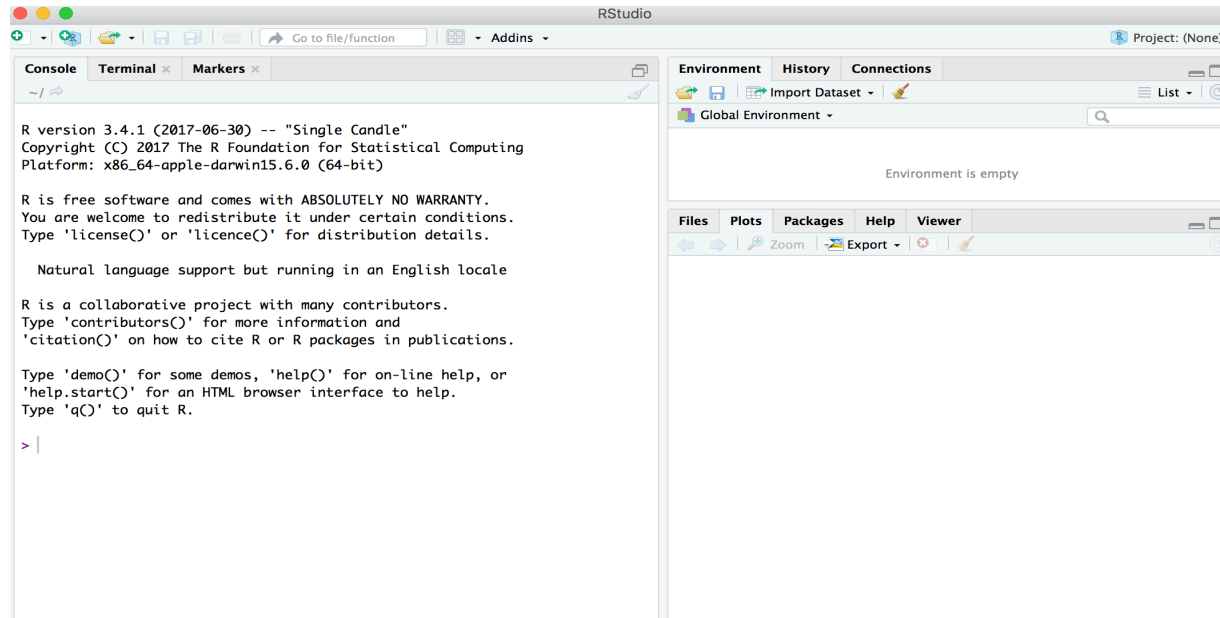 RStudio
Go to file/function
Addins
Project: (None)
Console Terminal Markers
~/
R version 3.4.1 (2017-06-30) -- "Single Candle"
Copyright (C) 2017 The R Foundation for Statistical Computing
Platform: x86_64-apple-darwin15.6.0 (64-bit)
R is free software and comes with ABSOLUTELY NO WARRANTY.
You are welcome to redistribute it under certain conditions.
Type 'license()' or 'licence()' for distribution details.
Natural language support but running in an English locale
R is a collaborative project with many contributors.
Type 'contributors()' for more information and
'citation()' on how to cite R or R packages in publications.
Type 'demo()' for some demos, 'help()' for on-line help, or
'help.start()' for an HTML browser interface to help.
Type 'q()' to quit R.
>
Environment History Connections
Import Dataset
List
Global Environment
Environment is empty
Files Plots Packages Help Viewer
Zoom Export